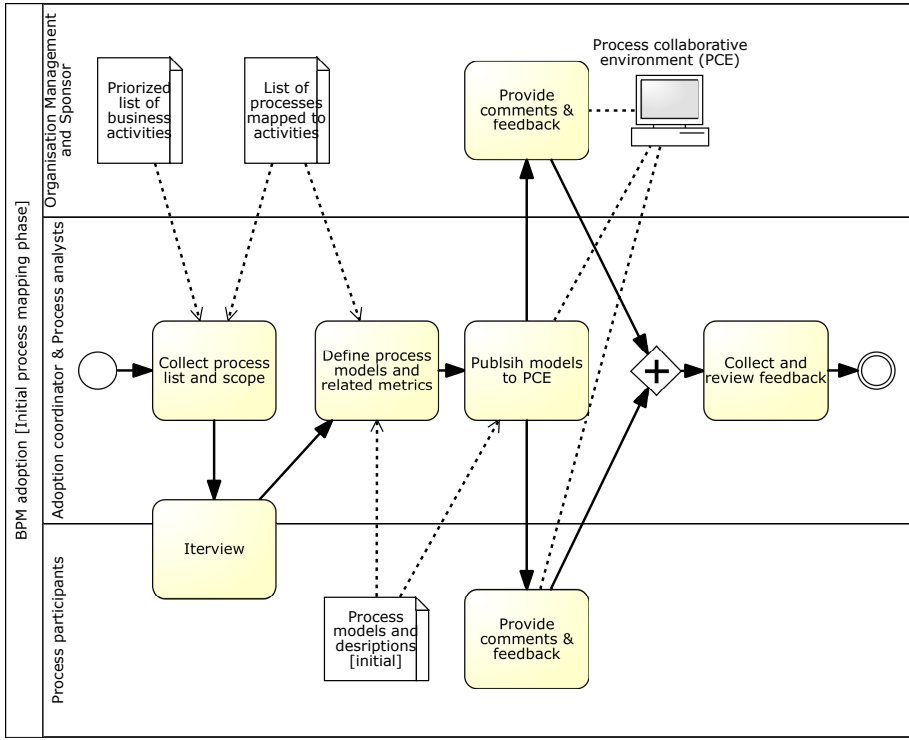 BPM adoption [Initial process mapping phase]
Organisation Management
and Sponsor
Priorized
list of
business
activities
List of
processes
mapped to
activities
Provide
comments &
feedback
Process collaborative
environment (PCE)
Adoption coordinator & Process analysts
Collect process
list and scope
Define process
models and
related metrics
Publsih models
to PCE
Collect and
review feedback
Iterview
Process participants
Process
models and
desriptions
[initial]
Provide
comments &
feedback